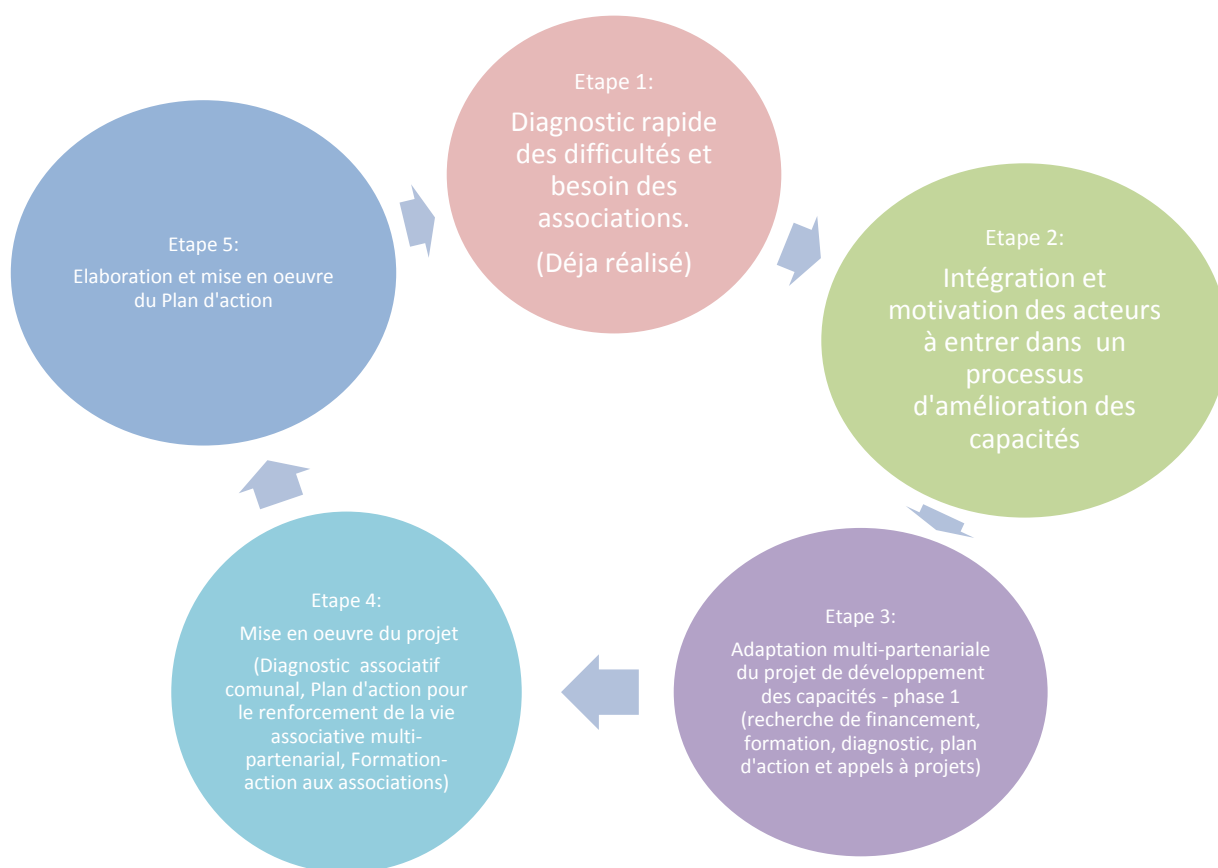 Etape 1:
Diagnostic rapide
des difficultés et
besoin des
associations.
(Déja réalisé)
Etape 2:
Intégration et
motivation des acteurs
à entrer dans un
processus
d'amélioration des
capacités
Etape 3:
Adaptation multi-partenariale
du projet de développement
des capacités - phase 1
(recherche de financement,
formation, diagnostic, plan
d'action et appels à projets)
Etape 4:
Mise en oeuvre du projet
(Diagnostic associatif
comunal, Plan d'action pour
le renforcement de la vie
associative multi-
partenarial, Formation-
action aux associations)
Etape 5:
Elaboration et mise en oeuvre
du Plan d'action